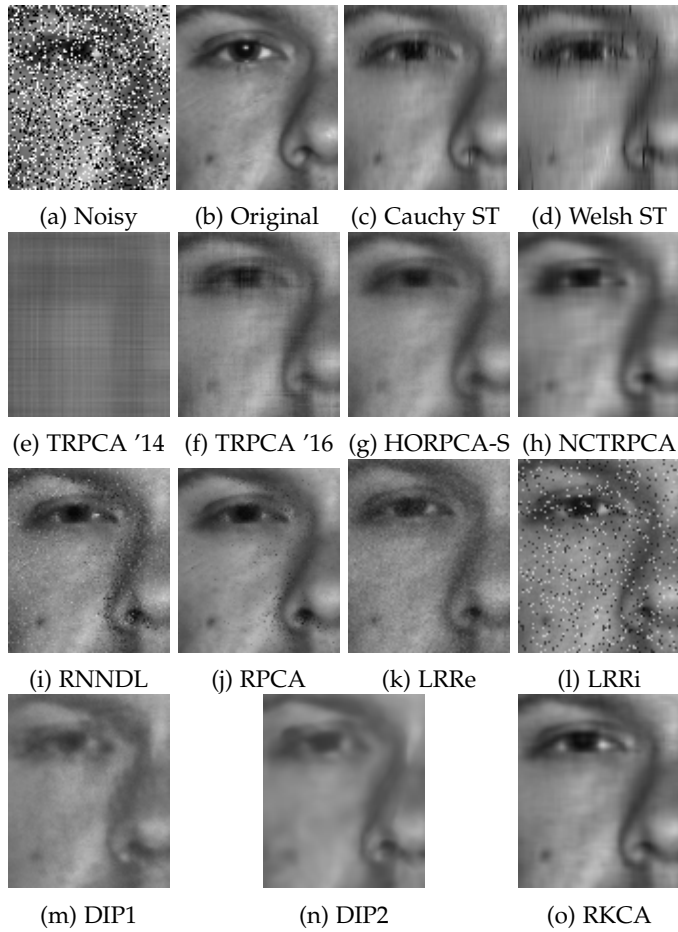 (a) Noisy (b) Original (c) Cauchy ST (d) Welsh ST
(e) TRPCA '14 (f) TRPCA '16 (g) HORPCA-S (h) NCTRPCA
(i) RNNDL (j) RPCA (k) LRRe (l) LRRi
(m) DIP1 (n) DIP2 (o) RKCA